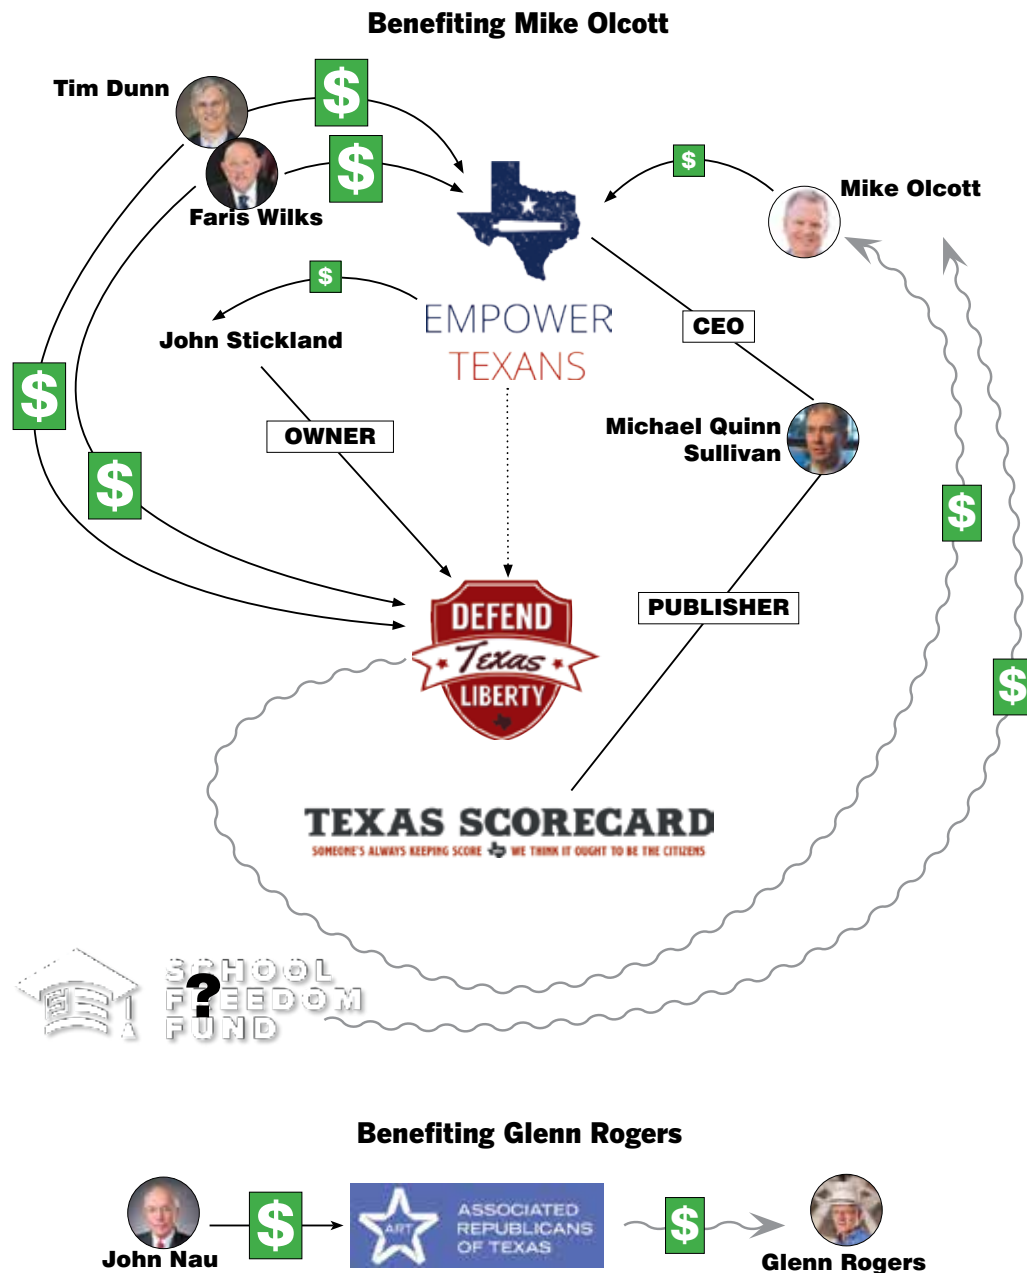 Benefiting Mike Olcott
Tim Dunn
$
$
Faris Wilks
$
Mike Olcott
$
John Stickland
EMPOWER
TEXANS
CEO
$
OWNER
Michael Quinn
Sullivan
$
$
DEFEND
Texas
LIBERTY
PUBLISHER
$
TEXAS SCORECARD
SOMEONE'S ALWAYS KEEPING SCORE WE THINK IT OUGHT TO BE THE CITIZENS
SCHOOL
FREEDOM
FUND
?
Benefiting Glenn Rogers
John Nau
$
ART
ASSOCIATED
REPUBLICANS
OF TEXAS
$
Glenn Rogers